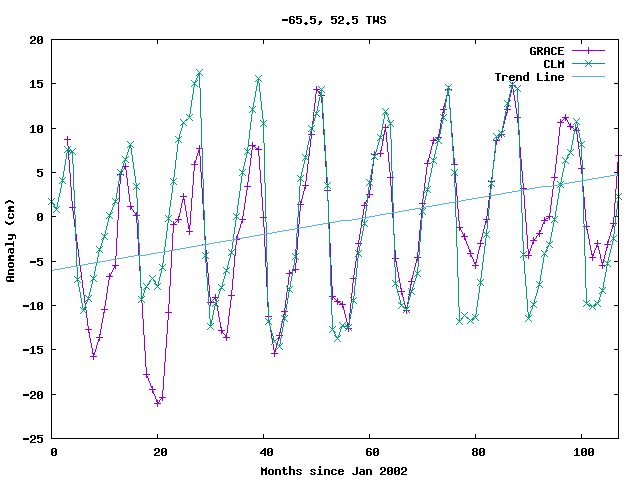 -65.5, 52.5 TWS
GRACE
CLM
Trend Line
20
15
10
5
0
-5
-10
-15
-20
-25
Anomaly (cm)
0 20 40 60 80 100
Months since Jan 2002